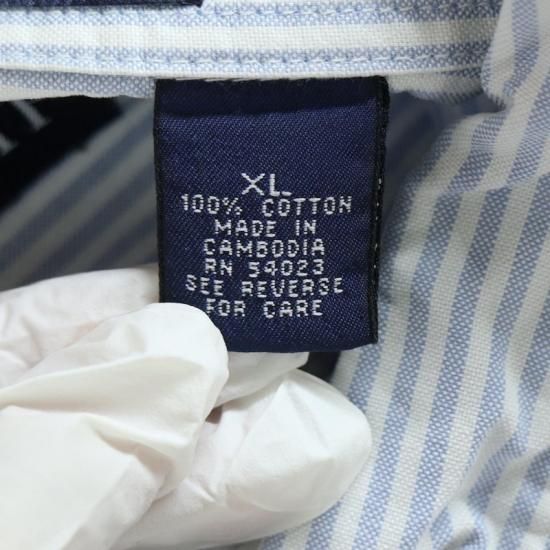 XL
100% COTTON
MADE IN
CAMBODIA
RN 54023
SEE REVERSE
FOR CARE